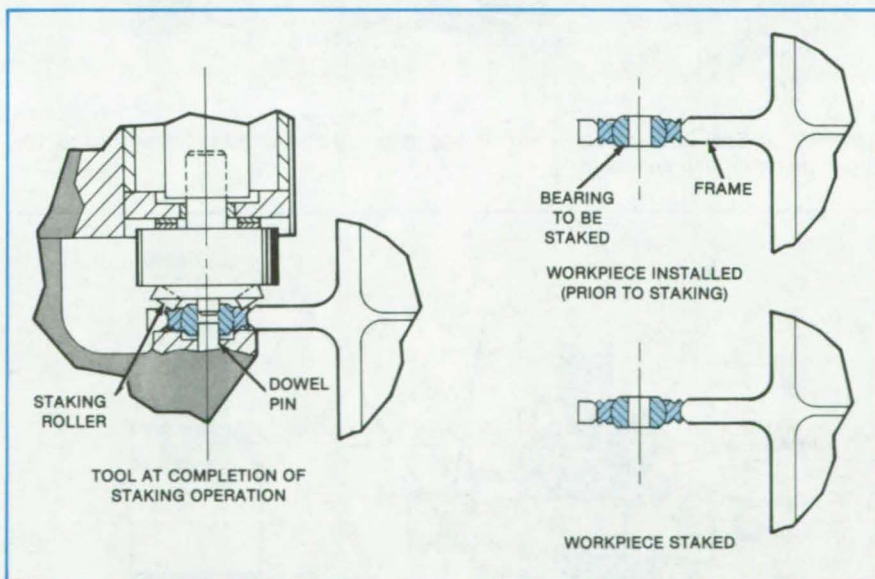 STAKING
ROLLER
DOWEL
PIN
TOOL AT COMPLETION OF
STAKING OPERATION
BEARING
TO BE
STAKED
FRAME
WORKPIECE INSTALLED
(PRIOR TO STAKING)
WORKPIECE STAKED